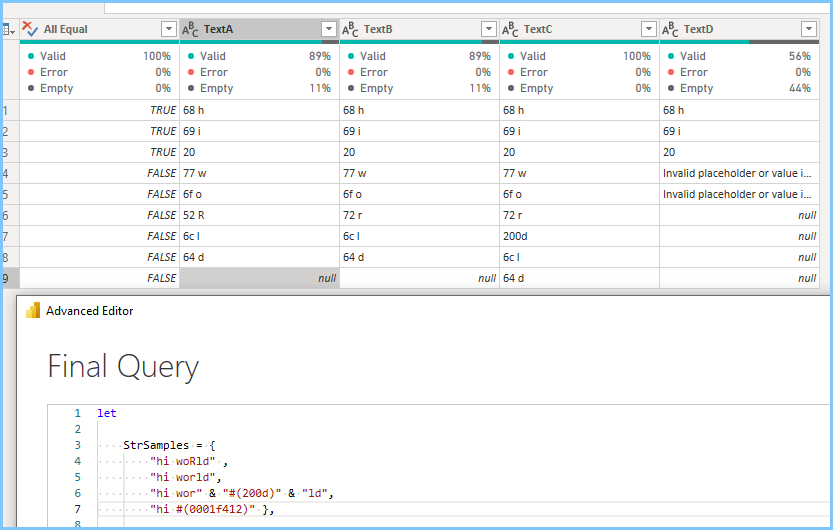 All Equal TextA TextB TextC TextD
Valid 100% Valid 89% Valid 89% Valid 100% Valid 56%
Error 0% Error 0% Error 0% Error 0% Error 0%
Empty 0% Empty 11% Empty 11% Empty 0% Empty 44%
1 TRUE 68 h 68 h 68 h 68 h
2 TRUE 69 i 69 i 69 i 69 i
3 TRUE 20 20 20 20
4 FALSE 77 w 77 w 77 w Invalid placeholder or value i...
5 FALSE 6f o 6f o 6f o Invalid placeholder or value i...
6 FALSE 52 R 72 r 72 r null
7 FALSE 6c l 6c l 200d null
8 FALSE 64 d 64 d 6c l null
9 FALSE null null 64 d null
Advanced Editor
Final Query
1 let
2
3 StrSamples = {
4 "hi woRld" ,
5 "hi world",
6 "hi wor" & "#(200d)" & "ld",
7 "hi #(0001f412)" },
8